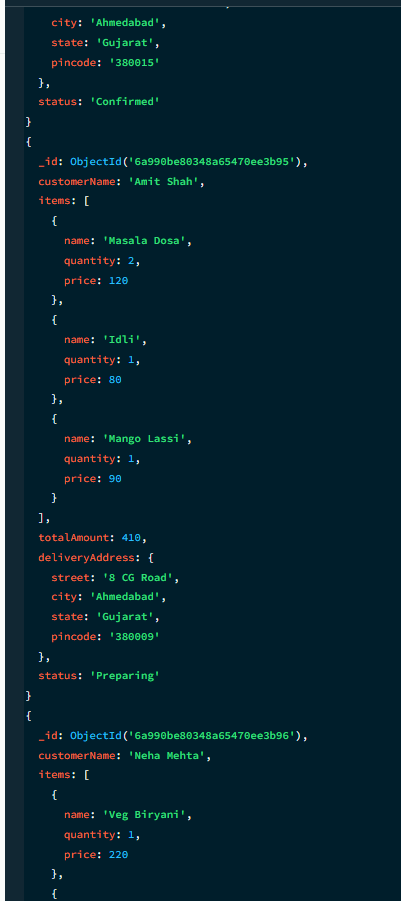 city: 'Ahmedabad',
state: 'Gujarat',
pincode: '380015'
},
status: 'Confirmed'
}
{
_id: ObjectId('6a990be80348a65470ee3b95'),
customerName: 'Amit Shah',
items: [
{
name: 'Masala Dosa',
quantity: 2,
price: 120
},
{
name: 'Idli',
quantity: 1,
price: 80
},
{
name: 'Mango Lassi',
quantity: 1,
price: 90
}
],
totalAmount: 410,
deliveryAddress: {
street: '8 CG Road',
city: 'Ahmedabad',
state: 'Gujarat',
pincode: '380009'
},
status: 'Preparing'
}
{
_id: ObjectId('6a990be80348a65470ee3b96'),
customerName: 'Neha Mehta',
items: [
{
name: 'Veg Biryani',
quantity: 1,
price: 220
},
{